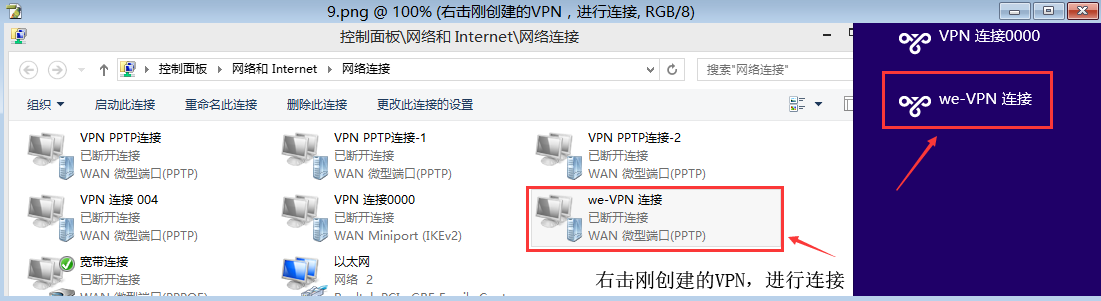 9.png @ 100% (右击刚创建的VPN，进行连接, RGB/8)
控制面板\网络和 Internet\网络连接
控制面板 网络和 Internet 网络连接
搜索"网络连接"
组织 启动此连接 重命名此连接 删除此连接 更改此连接的设置
VPN PPTP连接
已断开连接
WAN 微型端口(PPTP)
VPN PPTP连接-1
已断开连接
WAN 微型端口(PPTP)
VPN PPTP连接-2
已断开连接
WAN 微型端口(PPTP)
VPN 连接 004
已断开连接
WAN 微型端口(PPTP)
VPN 连接0000
已断开连接
WAN Miniport (IKEv2)
we-VPN 连接
已断开连接
WAN 微型端口(PPTP)
宽带连接
已断开连接
以太网
网络 2
右击刚创建的VPN，进行连接
VPN 连接0000
we-VPN 连接